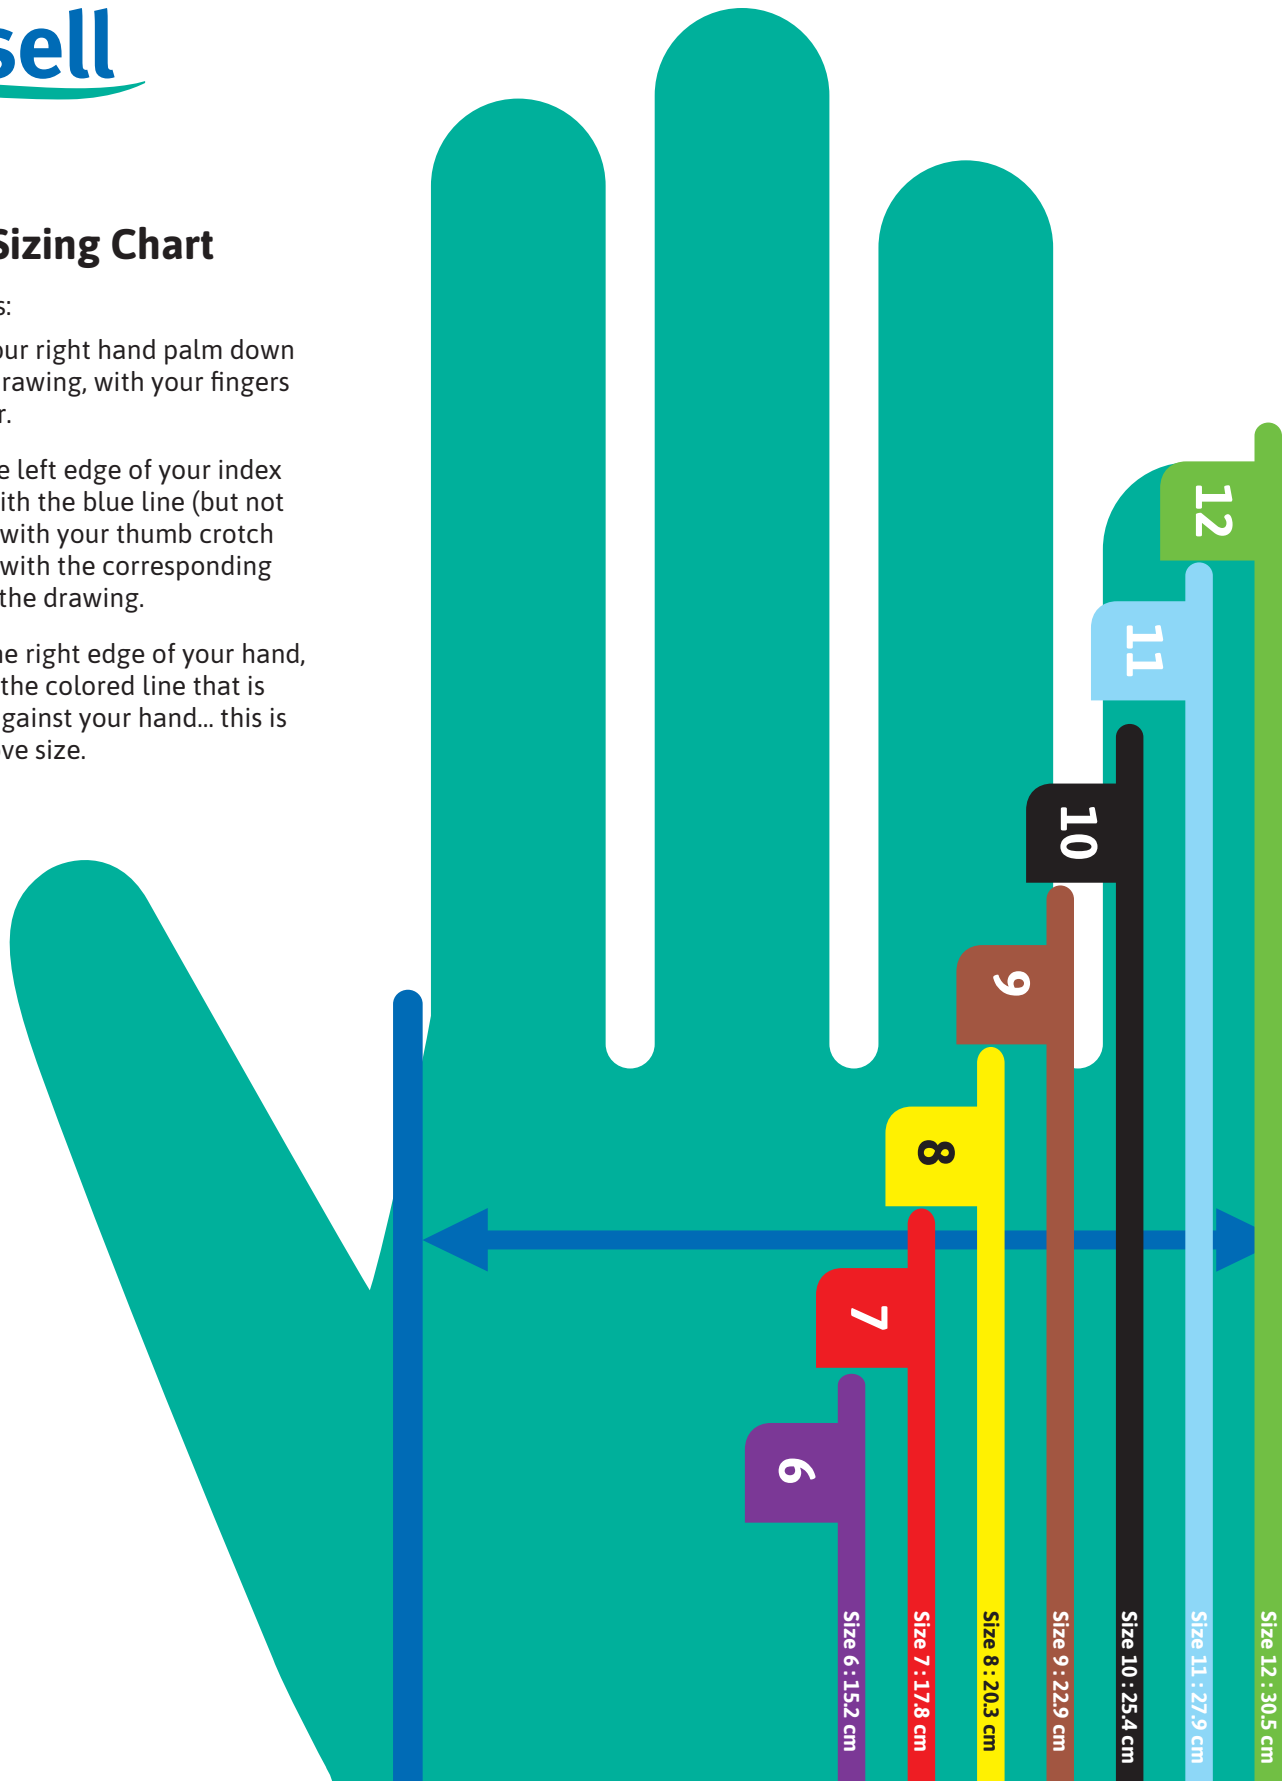 sell
Sizing Chart
s:
our right hand palm down
rawing, with your fingers
r.
e left edge of your index
ith the blue line (but not
with your thumb crotch
with the corresponding
the drawing.
he right edge of your hand,
the colored line that is
gainst your hand... this is
ve size.
12
11
10
9
8
7
6
Size 6 : 15.2 cm
Size 7 : 17.8 cm
Size 8 : 20.3 cm
Size 9 : 22.9 cm
Size 10 : 25.4 cm
Size 11 : 27.9 cm
Size 12 : 30.5 cm